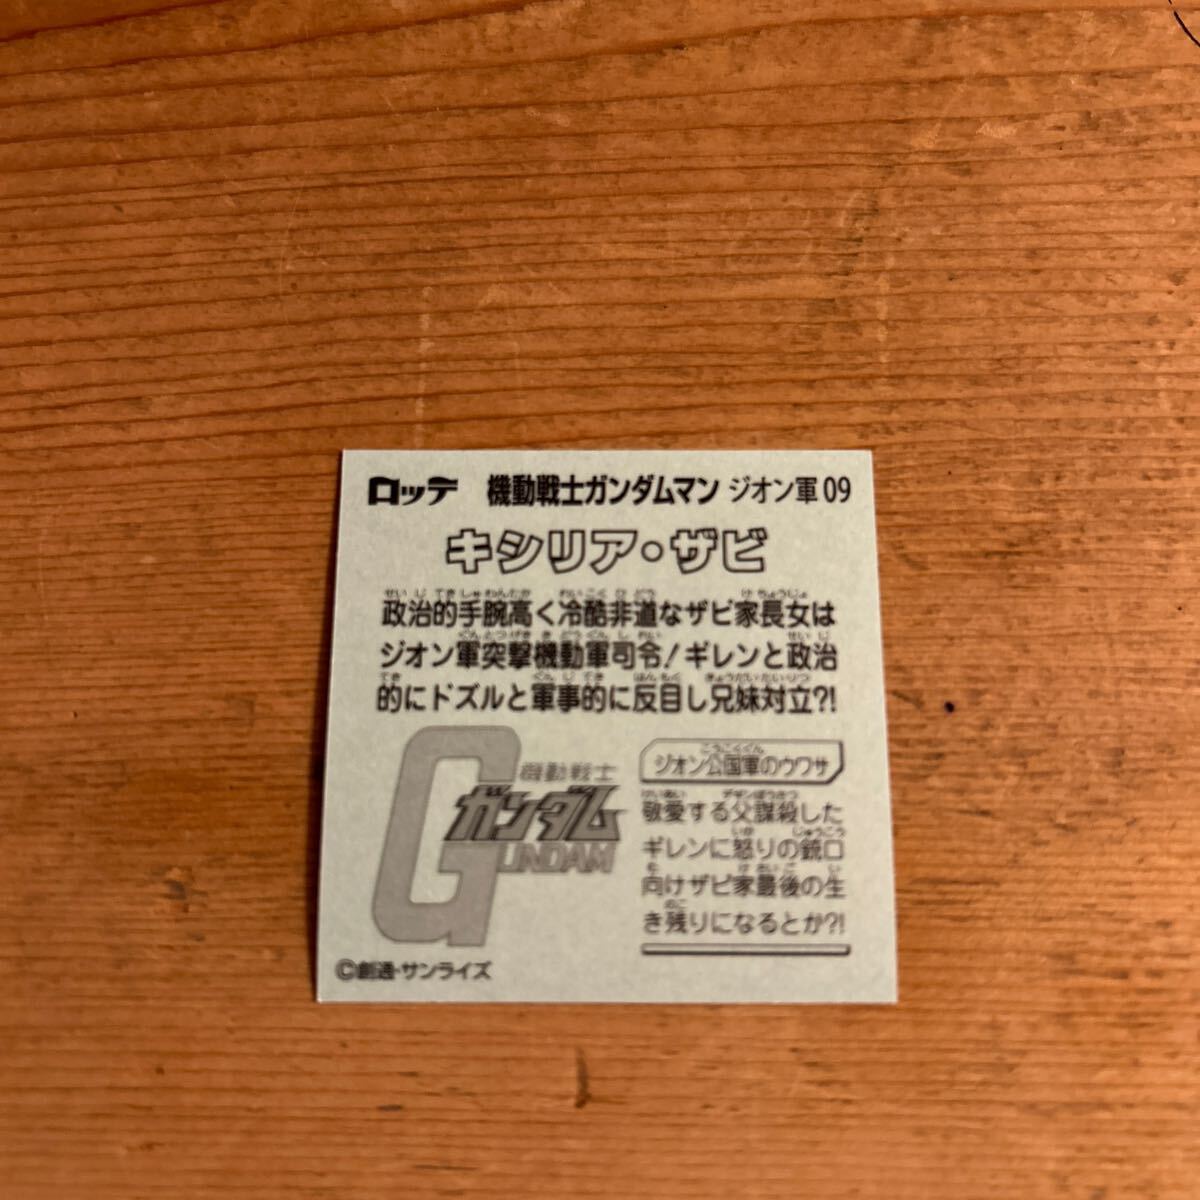 ロッテ 機動戦士ガンダムマン ジオン軍 09
キシリア・ザビ
政治的手腕高く冷酷非道なザビ家長女は
ジオン軍突撃機動軍司令!ギレンと政治
的にドズルと軍事的に反目し兄妹対立?!
機動戦士
ガンダム
GUNDAM
ジオン公国軍のウワサ
敬愛する父謀殺した
ギレンに怒りの銃口
向けザビ家最後の生
き残りになるとか?!
©創通・サンライズ